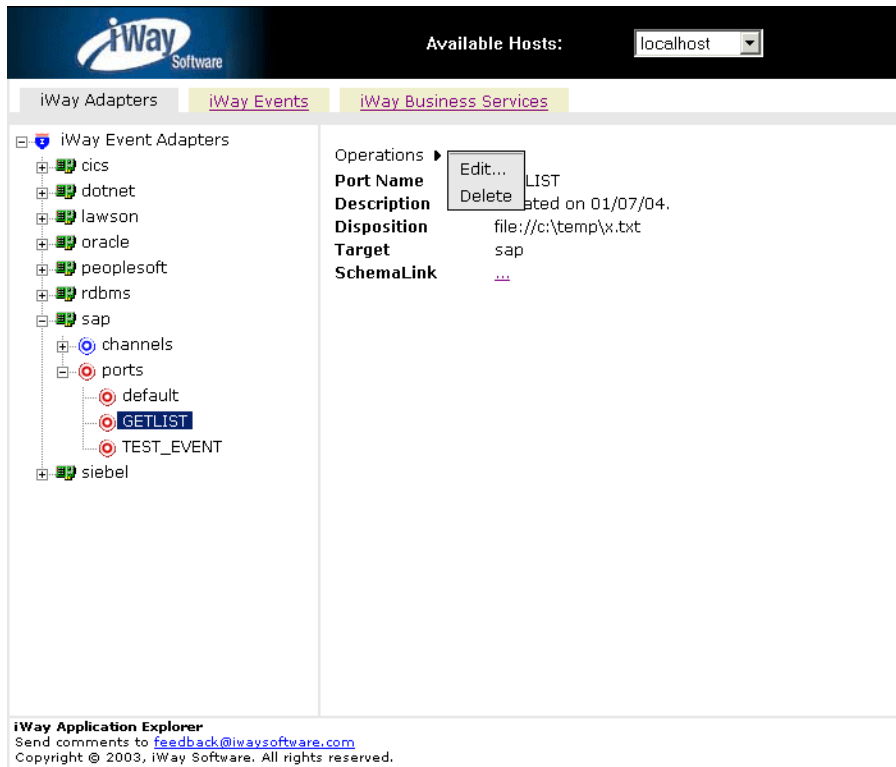 iWay
Software
Available Hosts:
localhost
iWay Adapters
iWay Events
iWay Business Services
iWay Event Adapters
cics
dotnet
lawson
oracle
peoplesoft
rdbms
sap
channels
ports
default
GETLIST
TEST_EVENT
siebel
Operations
Edit...
Delete
Port Name LIST
Description ated on 01/07/04.
Disposition file://c:\temp\x.txt
Target sap
SchemaLink ...
iWay Application Explorer
Send comments to feedback@iwaysoftware.com
Copyright © 2003, iWay Software. All rights reserved.